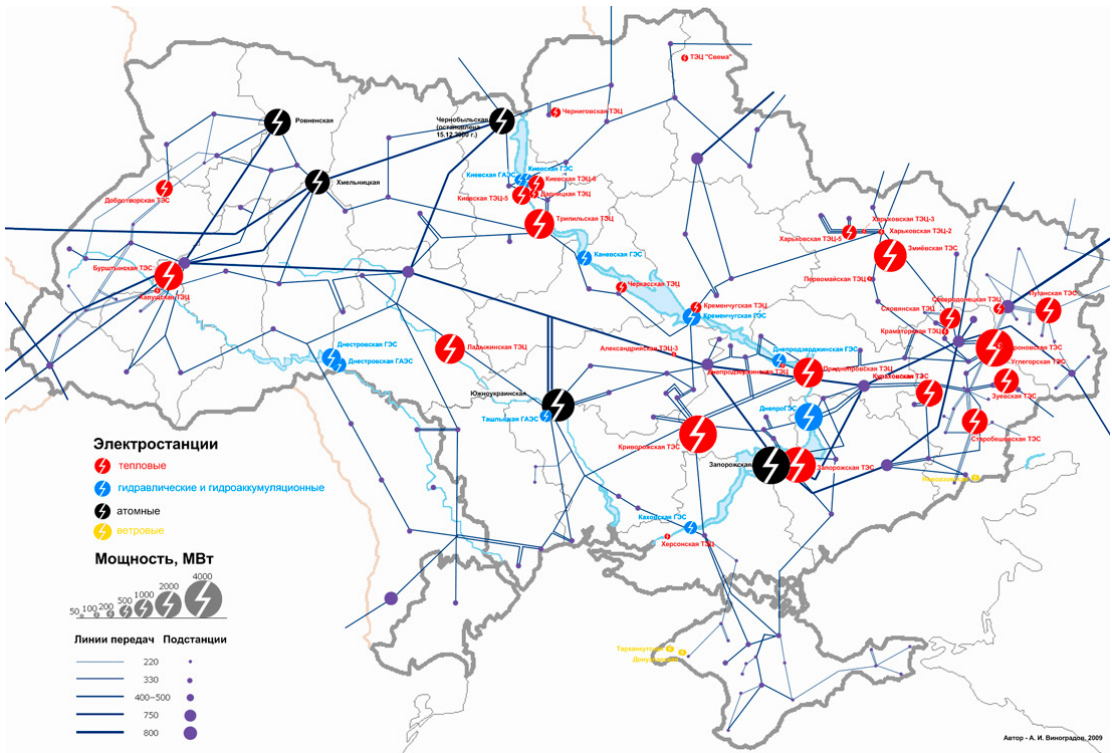 ТЭЦ "Свема"
Черниговская ТЭЦ
Чернобыльская
(остановлена
15.12.2000 г.)
Ровненская
Хмельницкая
Добротворская ТЭС
Киевская ГЭС
Киевская ГАЭС
Киевская ТЭЦ-6
Дарницкая ТЭЦ
Киевская ТЭЦ-5
Трипильская ТЭС
Каневская ГЭС
Черкасская ТЭЦ
Харьковская ТЭЦ-3
Харьковская ТЭЦ-2
Харьковская ТЭЦ-5
Змиёвская ТЭС
Первомайская ТЭЦ
Бурштынская ТЭС
Калушская ТЭЦ
Северодонецкая ТЭЦ
Луганская ТЭС
Славянская ТЭС
Краматорская ТЭЦ
Кременчугская ТЭЦ
Кременчугская ГЭС
Углегорская ТЭС
Днестровская ГЭС
Днестровская ГАЭС
Ладыжинская ТЭС
Александрийская ТЭЦ-3
Днепродзержинская ГЭС
Днепродзержинская ТЭЦ
Приднепровская ТЭС
Кураховская ТЭС
Зуевская ТЭС
Южноукраинская
Ташлыкская ГАЭС
ДнепроГЭС
Старобешевская ТЭС
Криворожская ТЭС
Запорожская
Запорожская ТЭС
Новоазовская
Каховская ГЭС
Херсонская ТЭЦ
Тарханкутская
Донузлавская
Электростанции
тепловые
гидравлические и гидроаккумуляционные
атомные
ветровые
Мощность, МВт
50 100 200 500 1000 2000 4000
Линии передач Подстанции
220
330
400–500
750
800
Автор - А. И. Виноградов, 2009